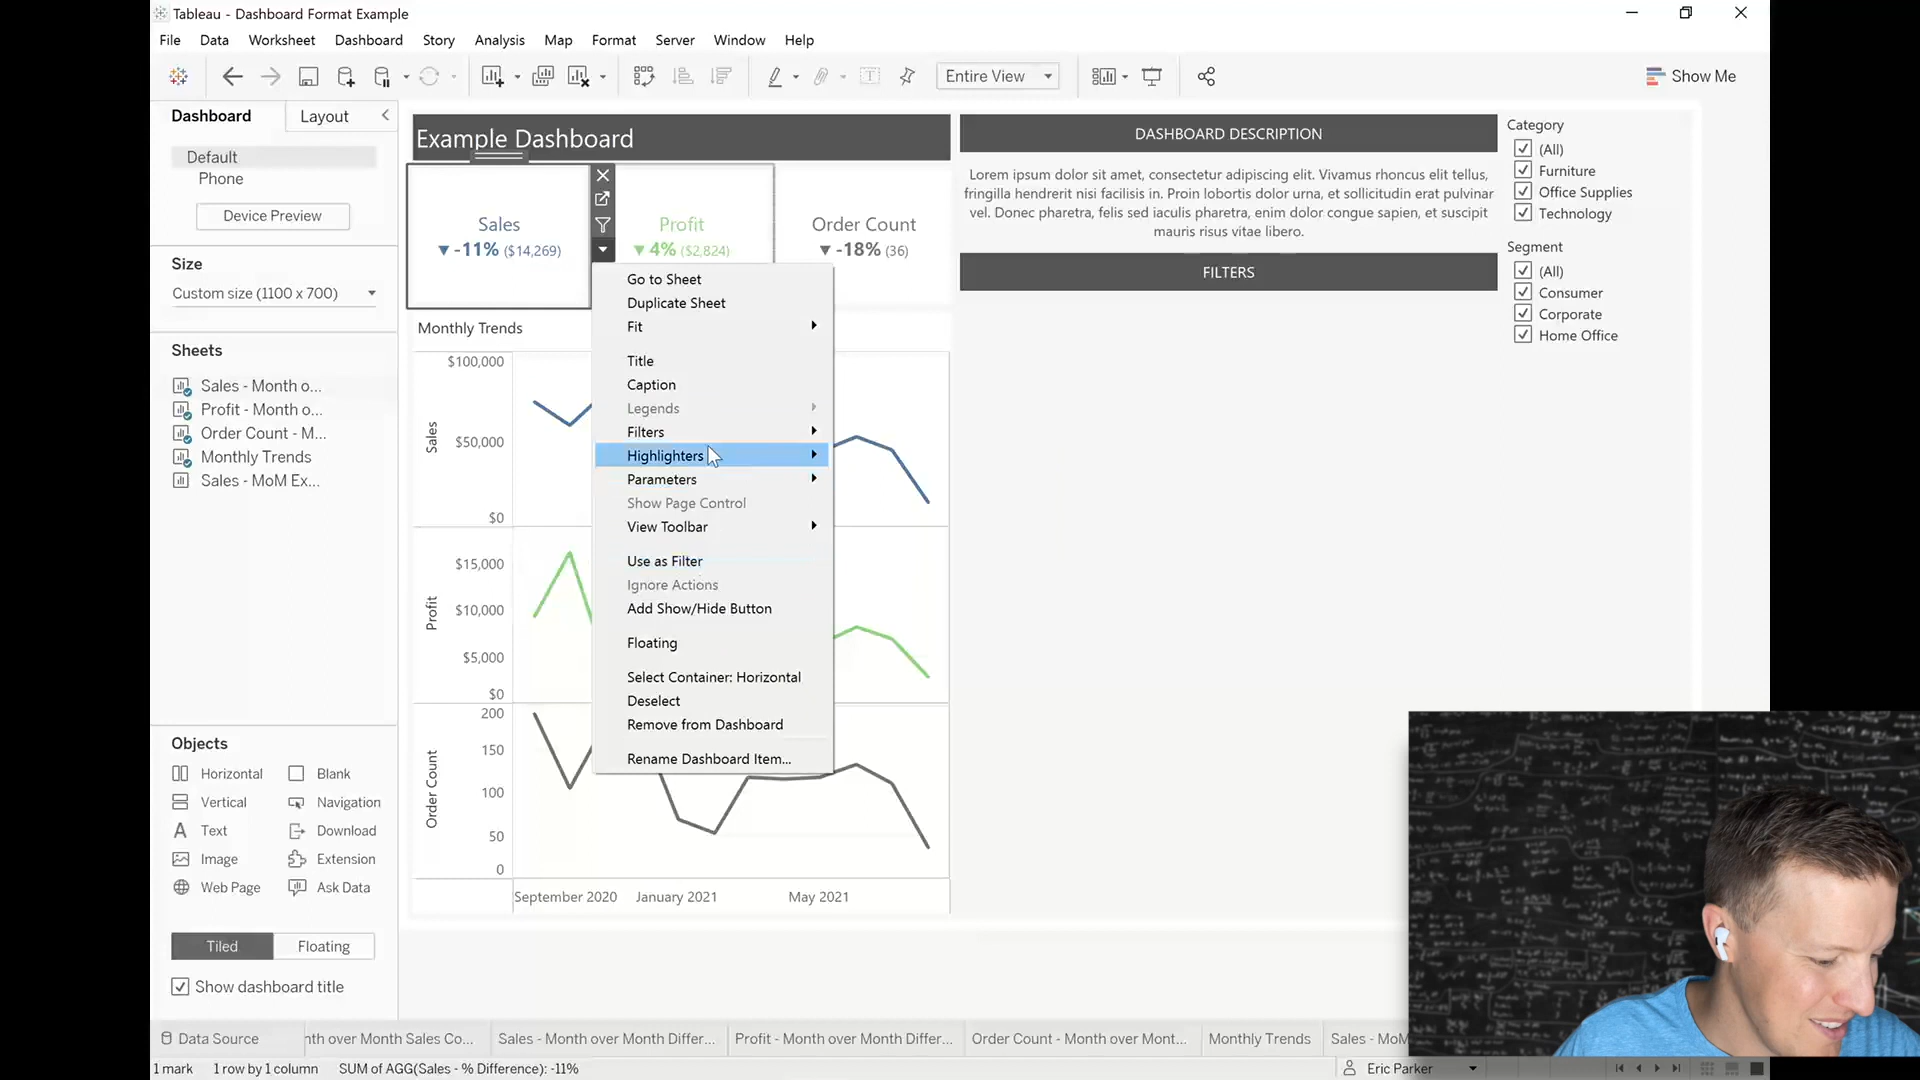 Tableau - Dashboard Format Example
File Data Worksheet Dashboard Story Analysis Map Format Server Window Help
Entire View
Show Me
Dashboard
Layout
Default
Phone
Device Preview
Size
Custom size (1100 x 700)
Sheets
Sales - Month o...
Profit - Month o...
Order Count - M...
Monthly Trends
Sales - MoM Ex...
Objects
Horizontal
Blank
Vertical
Navigation
Text
Download
Image
Extension
Web Page
Ask Data
Tiled
Floating
Show dashboard title
Example Dashboard
Sales
▼ -11% ($14,269)
Profit
▼ 4% ($2,824)
Order Count
▼ -18% (36)
Go to Sheet
Duplicate Sheet
Fit
Title
Caption
Legends
Filters
Highlighters
Parameters
Show Page Control
View Toolbar
Use as Filter
Ignore Actions
Add Show/Hide Button
Floating
Select Container: Horizontal
Deselect
Remove from Dashboard
Rename Dashboard Item...
Monthly Trends
Sales
$100,000
$50,000
$0
Profit
$15,000
$10,000
$5,000
$0
Order Count
200
150
100
50
0
September 2020
January 2021
May 2021
DASHBOARD DESCRIPTION
Lorem ipsum dolor sit amet, consectetur adipiscing elit. Vivamus rhoncus elit tellus,
fringilla hendrerit nisi facilisis in. Proin lobortis dolor urna, et sollicitudin erat pulvinar
vel. Donec pharetra, felis sed iaculis pharetra, enim dolor congue sapien, et suscipit
mauris risus vitae libero.
FILTERS
Category
(All)
Furniture
Office Supplies
Technology
Segment
(All)
Consumer
Corporate
Home Office
Data Source
nth over Month Sales Co...
Sales - Month over Month Differ...
Profit - Month over Month Differ...
Order Count - Month over Mont...
Monthly Trends
Sales - MoM
1 mark
1 row by 1 column
SUM of AGG(Sales - % Difference): -11%
Eric Parker